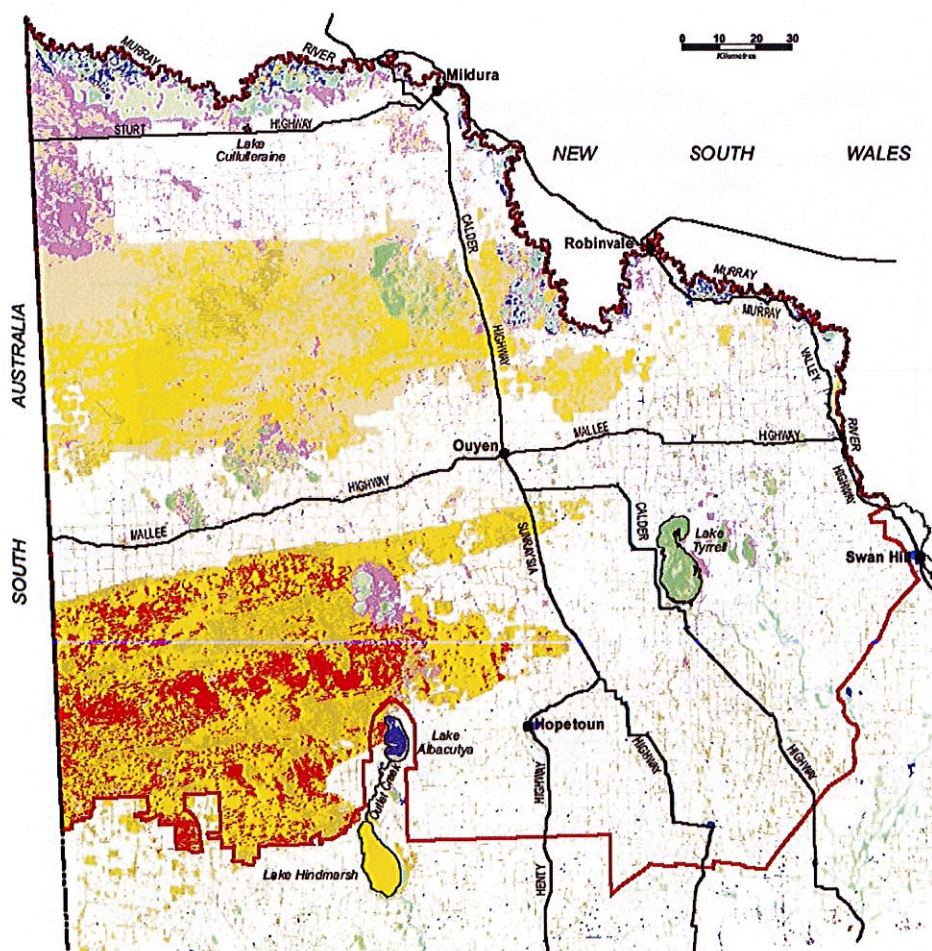 0 10 20 30
Kilometres
MURRAY
RIVER
Mildura
STURT
HIGHWAY
Lake
Cullulleraine
NEW SOUTH WALES
CALDER
HIGHWAY
Robinvale
MURRAY
MURRAY
VALLEY
HIGHWAY
RIVER
SOUTH AUSTRALIA
Ouyen
MALLEE
HIGHWAY
MALLEE
HIGHWAY
SUNRAYSIA
HIGHWAY
CALDER
HIGHWAY
Lake
Tyrrell
Swan Hill
Hopetoun
Lake
Albacutya
Outlet Creek
HENTY
HIGHWAY
Lake Hindmarsh